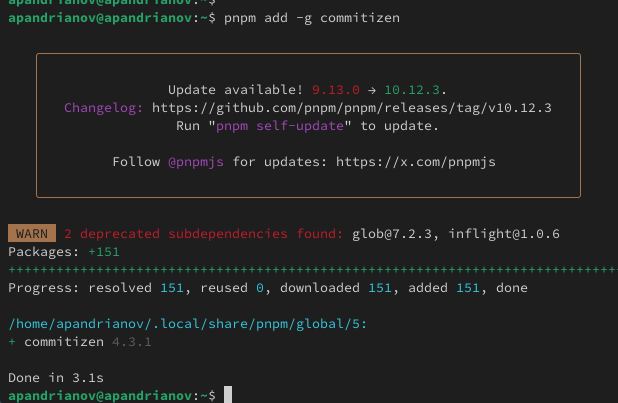 apandrianov@apandrianov:~$
apandrianov@apandrianov:~$ pnpm add -g commitizen
Update available! 9.13.0 → 10.12.3.
Changelog: https://github.com/pnpm/pnpm/releases/tag/v10.12.3
Run "pnpm self-update" to update.
Follow @pnpmjs for updates: https://x.com/pnpmjs
WARN 2 deprecated subdependencies found: glob@7.2.3, inflight@1.0.6
Packages: +151
++++++++++++++++++++++++++++++++++++++++++++++++++++++++++++++++++++++++++++
Progress: resolved 151, reused 0, downloaded 151, added 151, done
/home/apandrianov/.local/share/pnpm/global/5:
+ commitizen 4.3.1
Done in 3.1s
apandrianov@apandrianov:~$